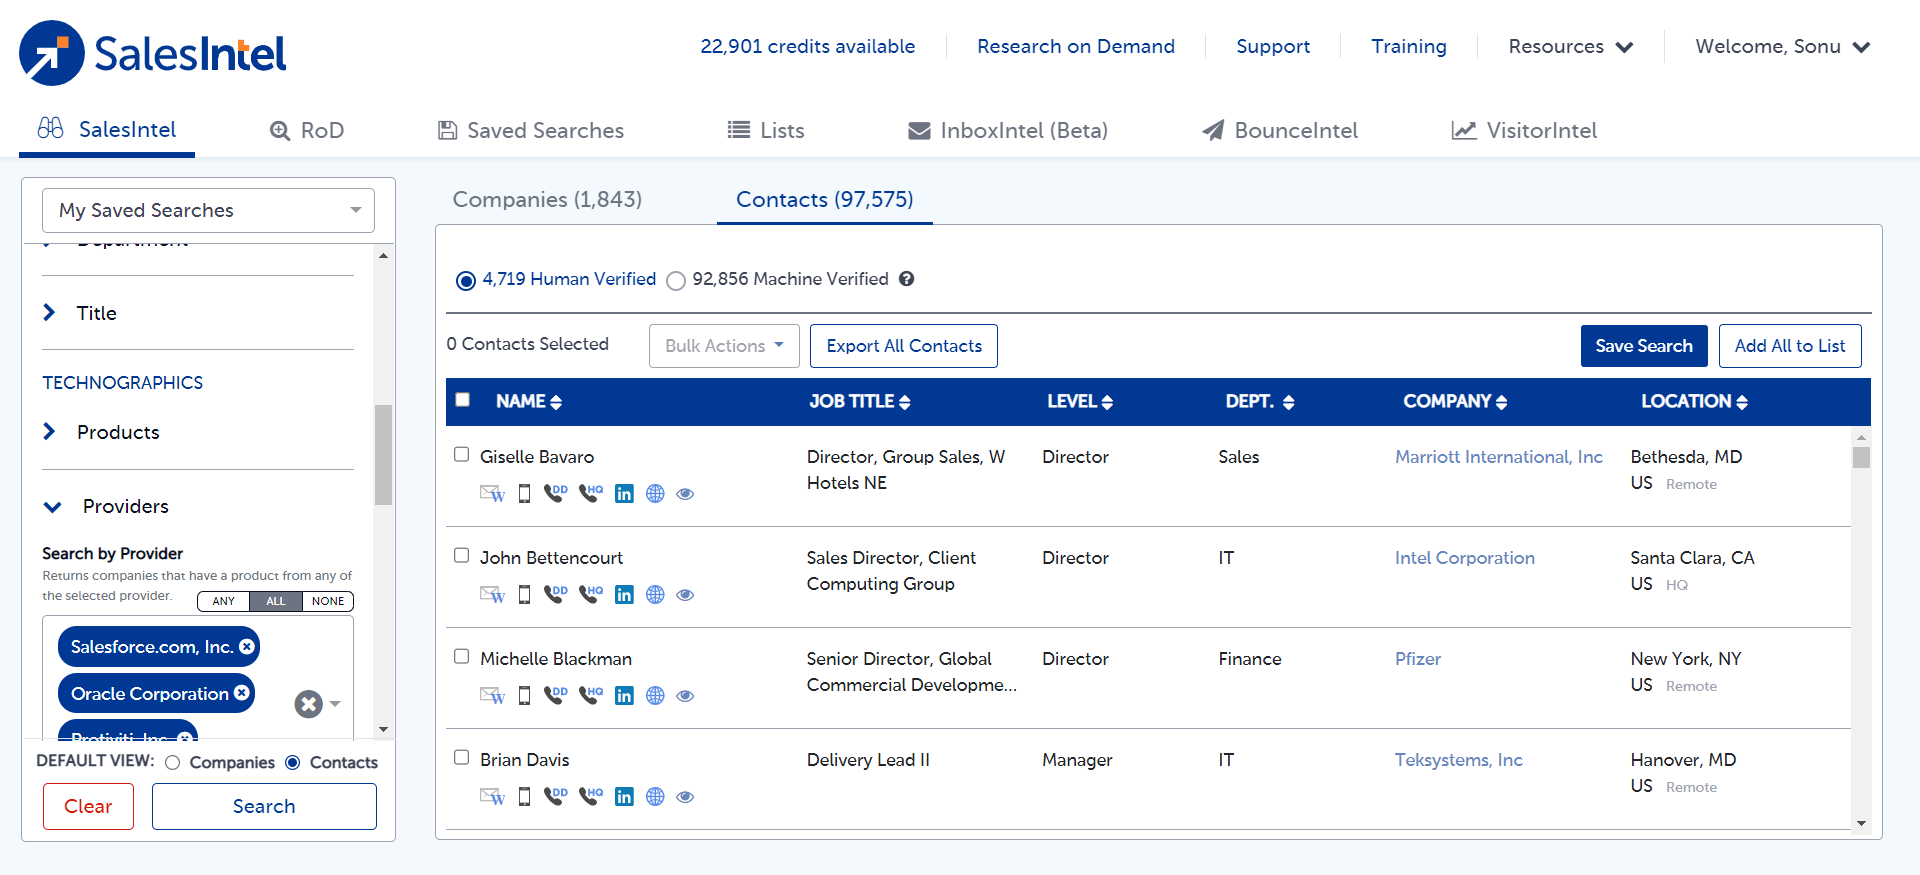 SalesIntel
22,901 credits available
Research on Demand
Support
Training
Resources
Welcome, Sonu
SalesIntel
RoD
Saved Searches
Lists
InboxIntel (Beta)
BounceIntel
VisitorIntel
My Saved Searches
Department
Title
TECHNOGRAPHICS
Products
Providers
Search by Provider
Returns companies that have a product from any of
the selected provider.
ANY ALL NONE
Salesforce.com, Inc.
Oracle Corporation
Protiviti, Inc.
DEFAULT VIEW: Companies Contacts
Clear
Search
Companies (1,843)
Contacts (97,575)
4,719 Human Verified 92,856 Machine Verified ?
0 Contacts Selected
Bulk Actions
Export All Contacts
Save Search
Add All to List
NAME JOB TITLE LEVEL DEPT. COMPANY LOCATION
Giselle Bavaro Director, Group Sales, W Director Sales Marriott International, Inc Bethesda, MD
Hotels NE US Remote
W DD HQ in
John Bettencourt Sales Director, Client Director IT Intel Corporation Santa Clara, CA
Computing Group US HQ
W DD HQ in
Michelle Blackman Senior Director, Global Director Finance Pfizer New York, NY
Commercial Developme... US Remote
W DD HQ in
Brian Davis Delivery Lead II Manager IT Teksystems, Inc Hanover, MD
US Remote
W DD HQ in